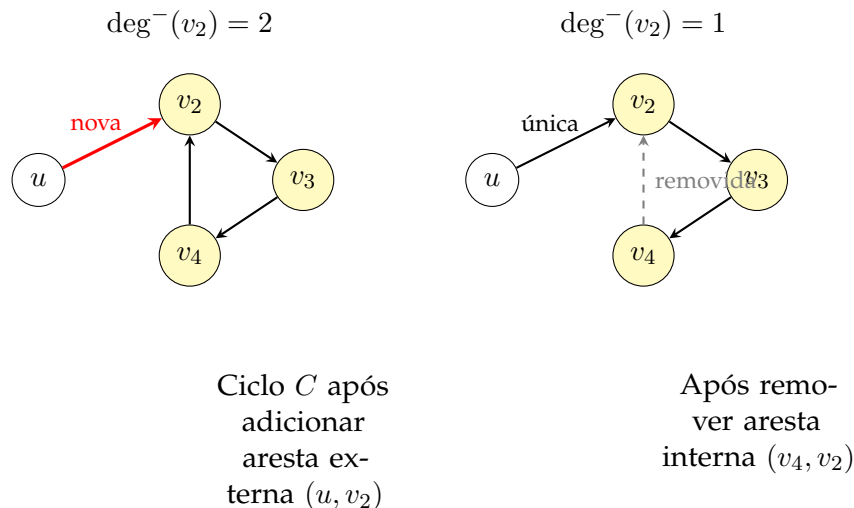 deg⁻(v₂) = 2
nova
v₂
u
v₃
v₄
Ciclo C após
adicionar
aresta ex-
terna (u, v₂)
deg⁻(v₂) = 1
única
v₂
u
removida
v₃
v₄
Após remo-
ver aresta
interna (v₄, v₂)